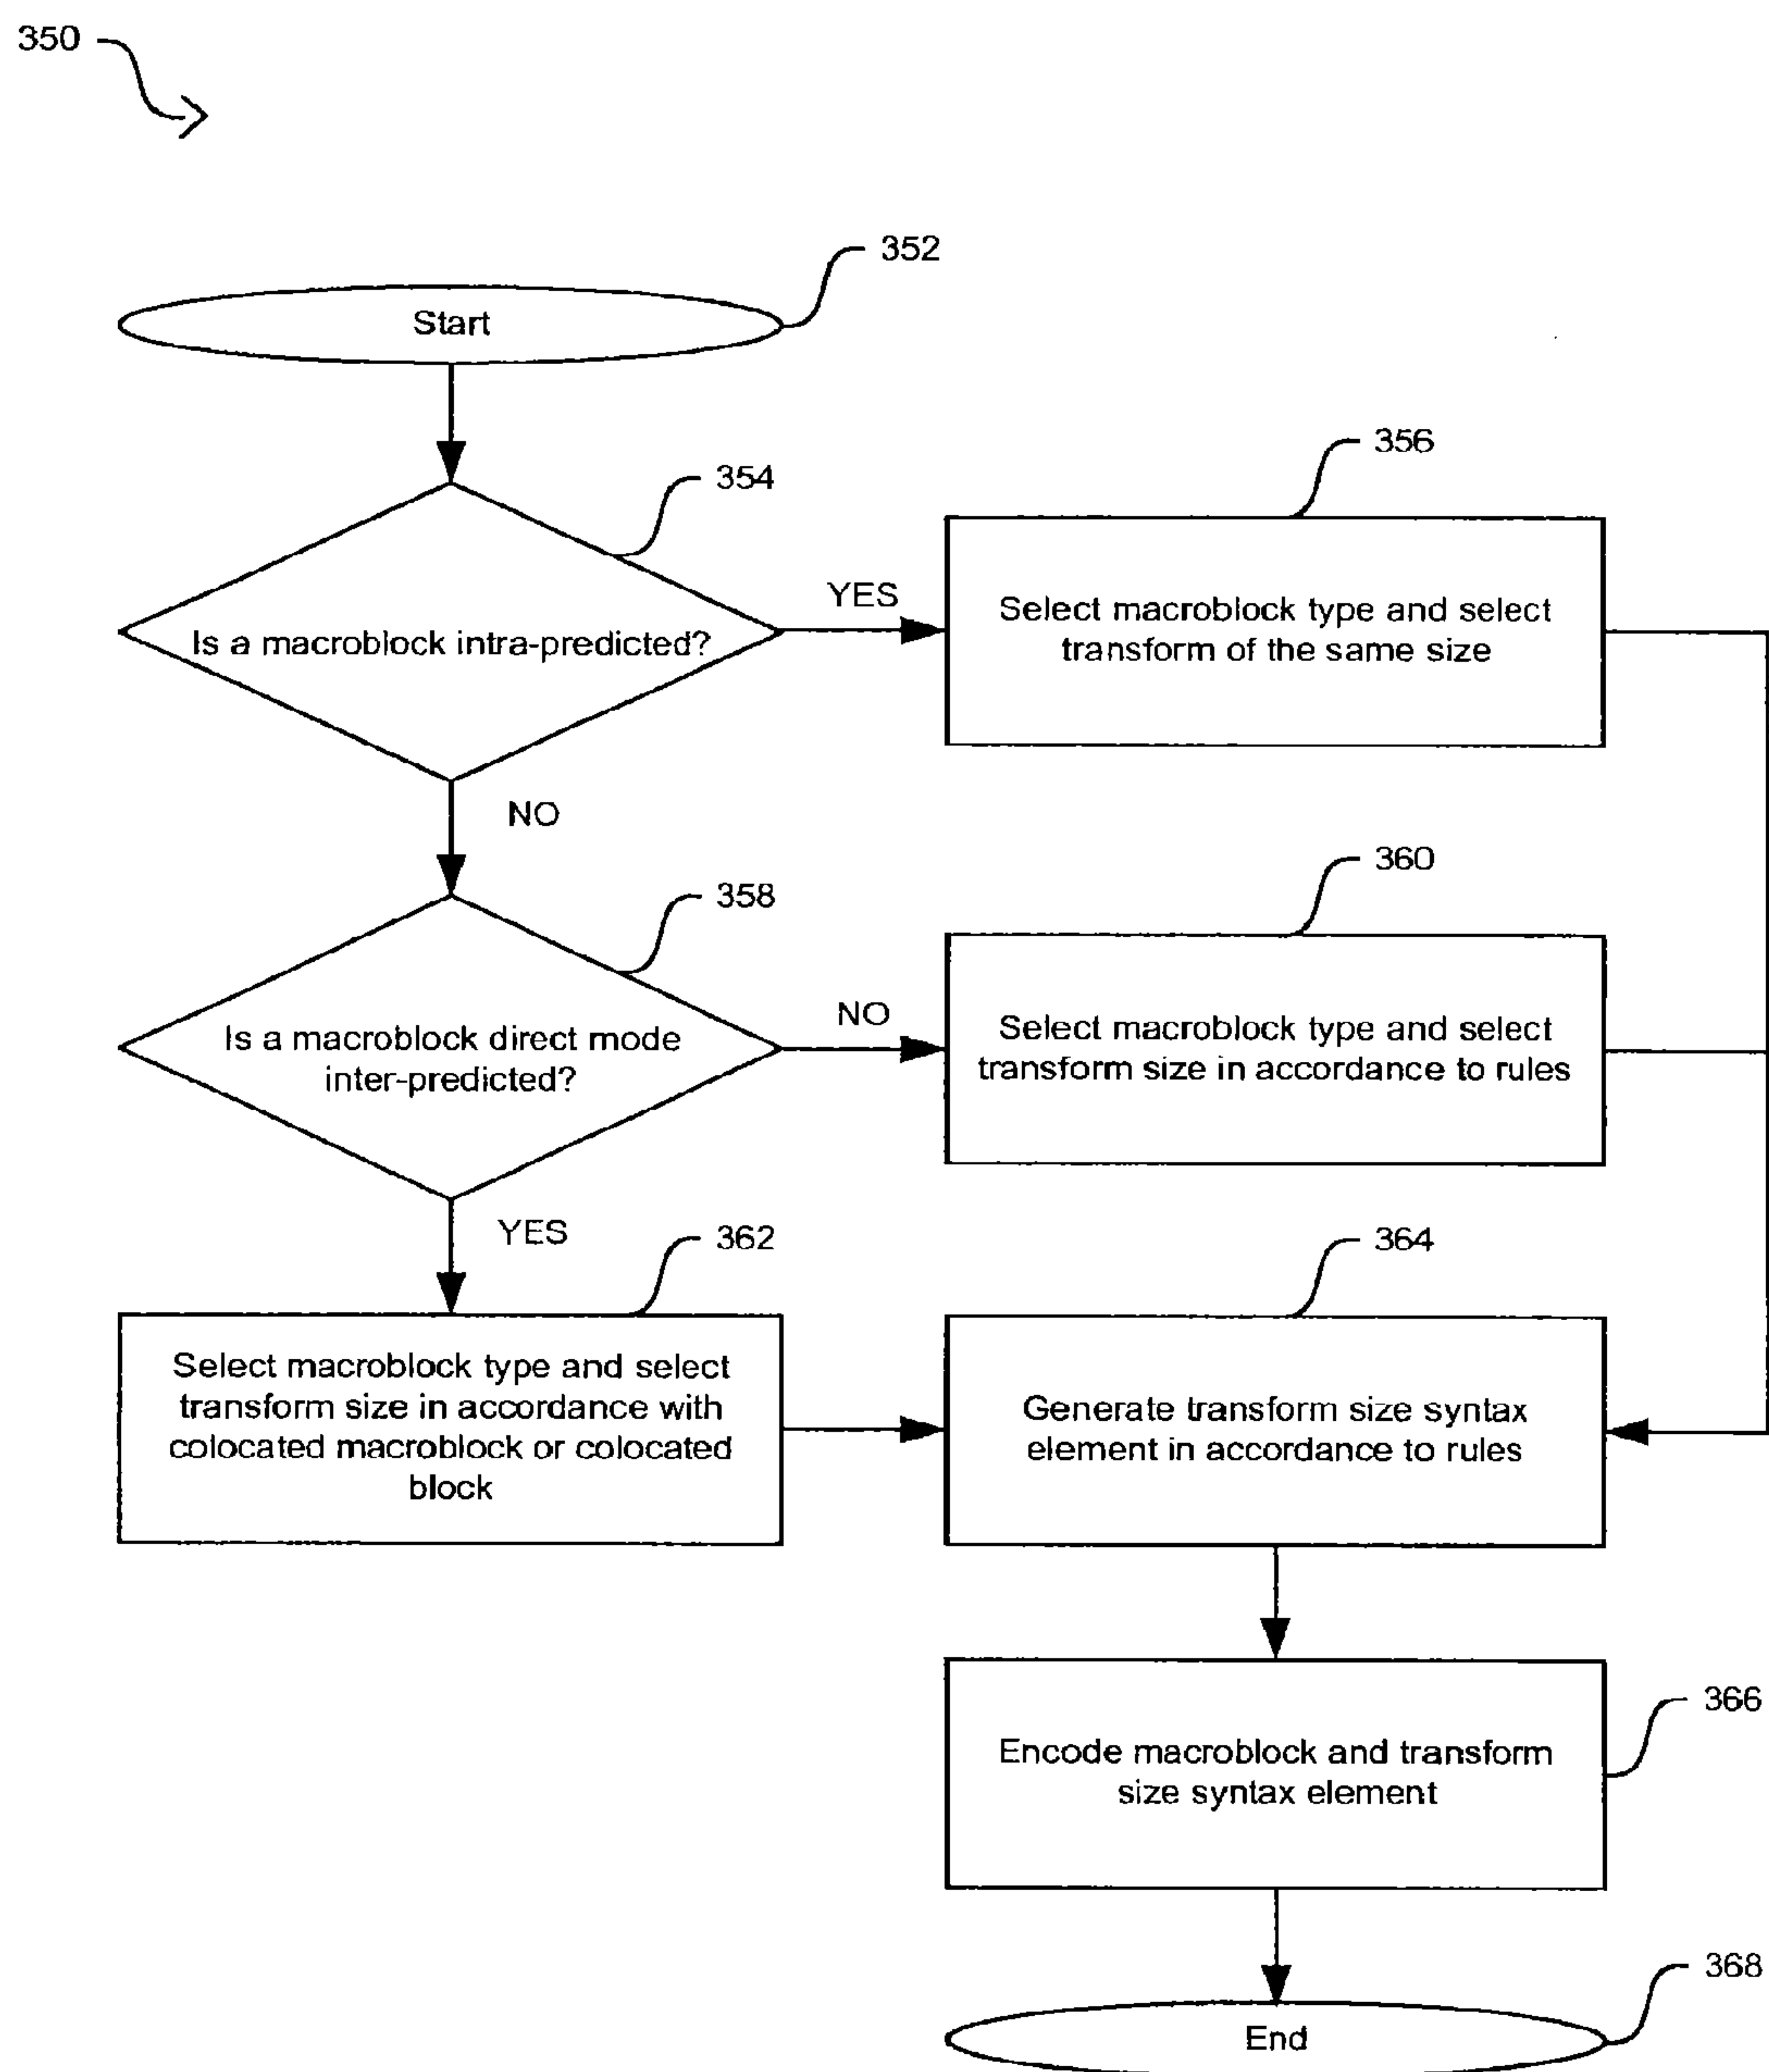 350
352
Start
354
356
YES
Is a macroblock intra-predicted?
Select macroblock type and select
transform of the same size
NO
358
360
NO
Is a macroblock direct mode
inter-predicted?
Select macroblock type and select
transform size in accordance to rules
YES
362
364
Select macroblock type and select
transform size in accordance with
colocated macroblock or colocated
block
Generate transform size syntax
element in accordance to rules
366
Encode macroblock and transform
size syntax element
368
End